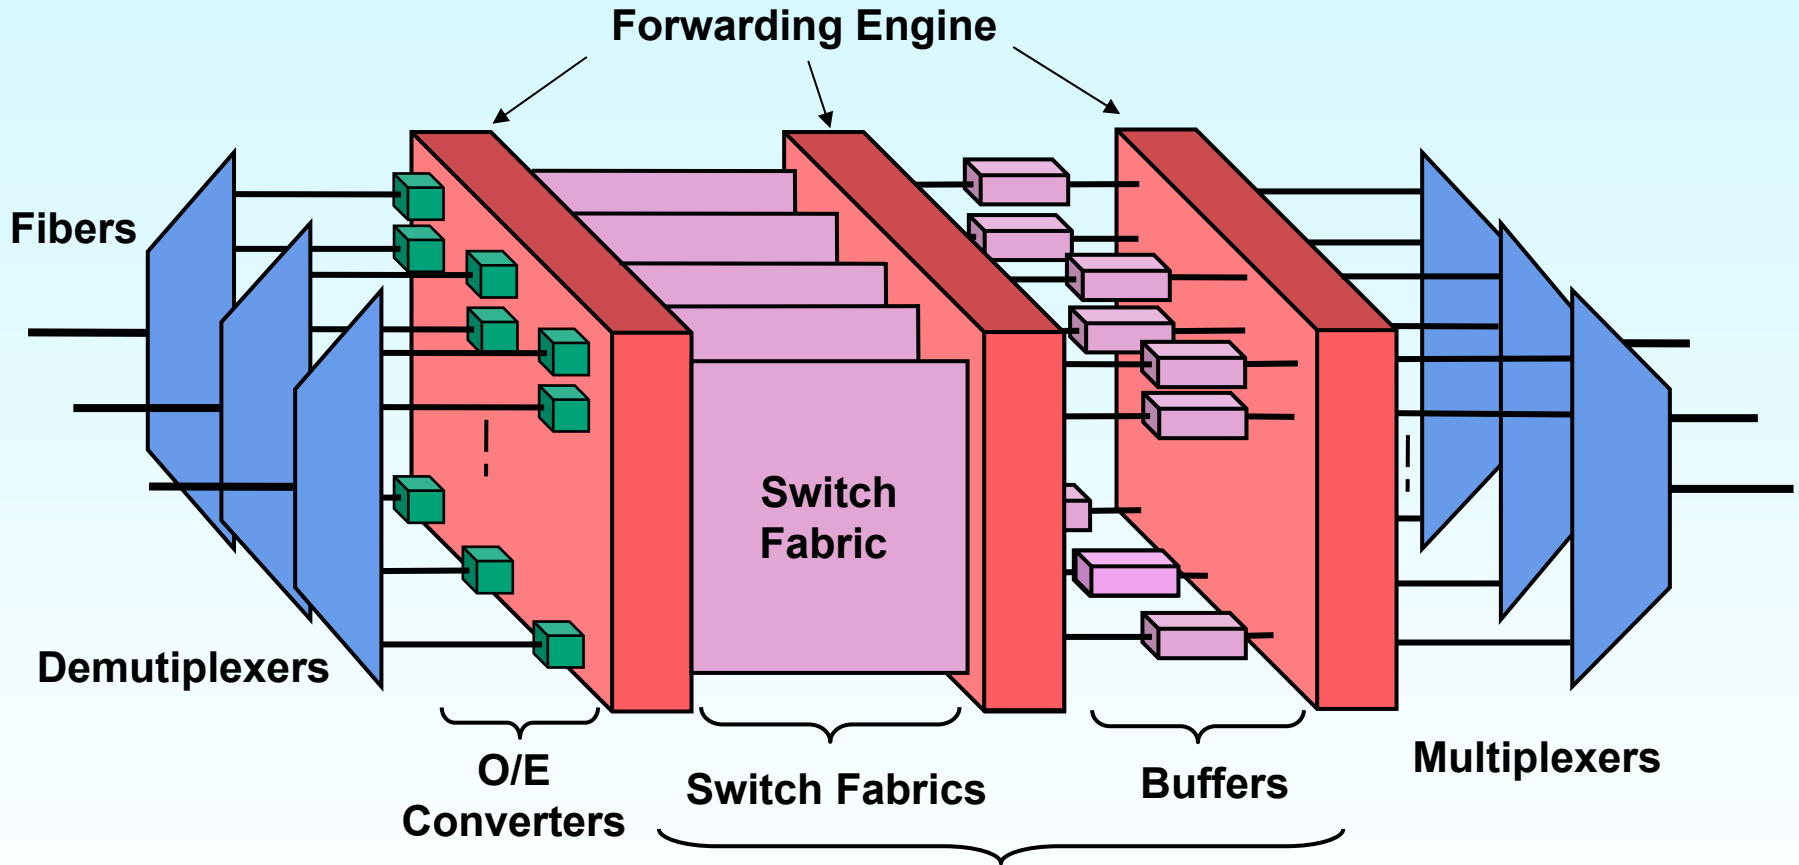 Forwarding Engine
Fibers
Switch
Fabric
Demutiplexers
O/E
Converters
Switch Fabrics
Buffers
Multiplexers